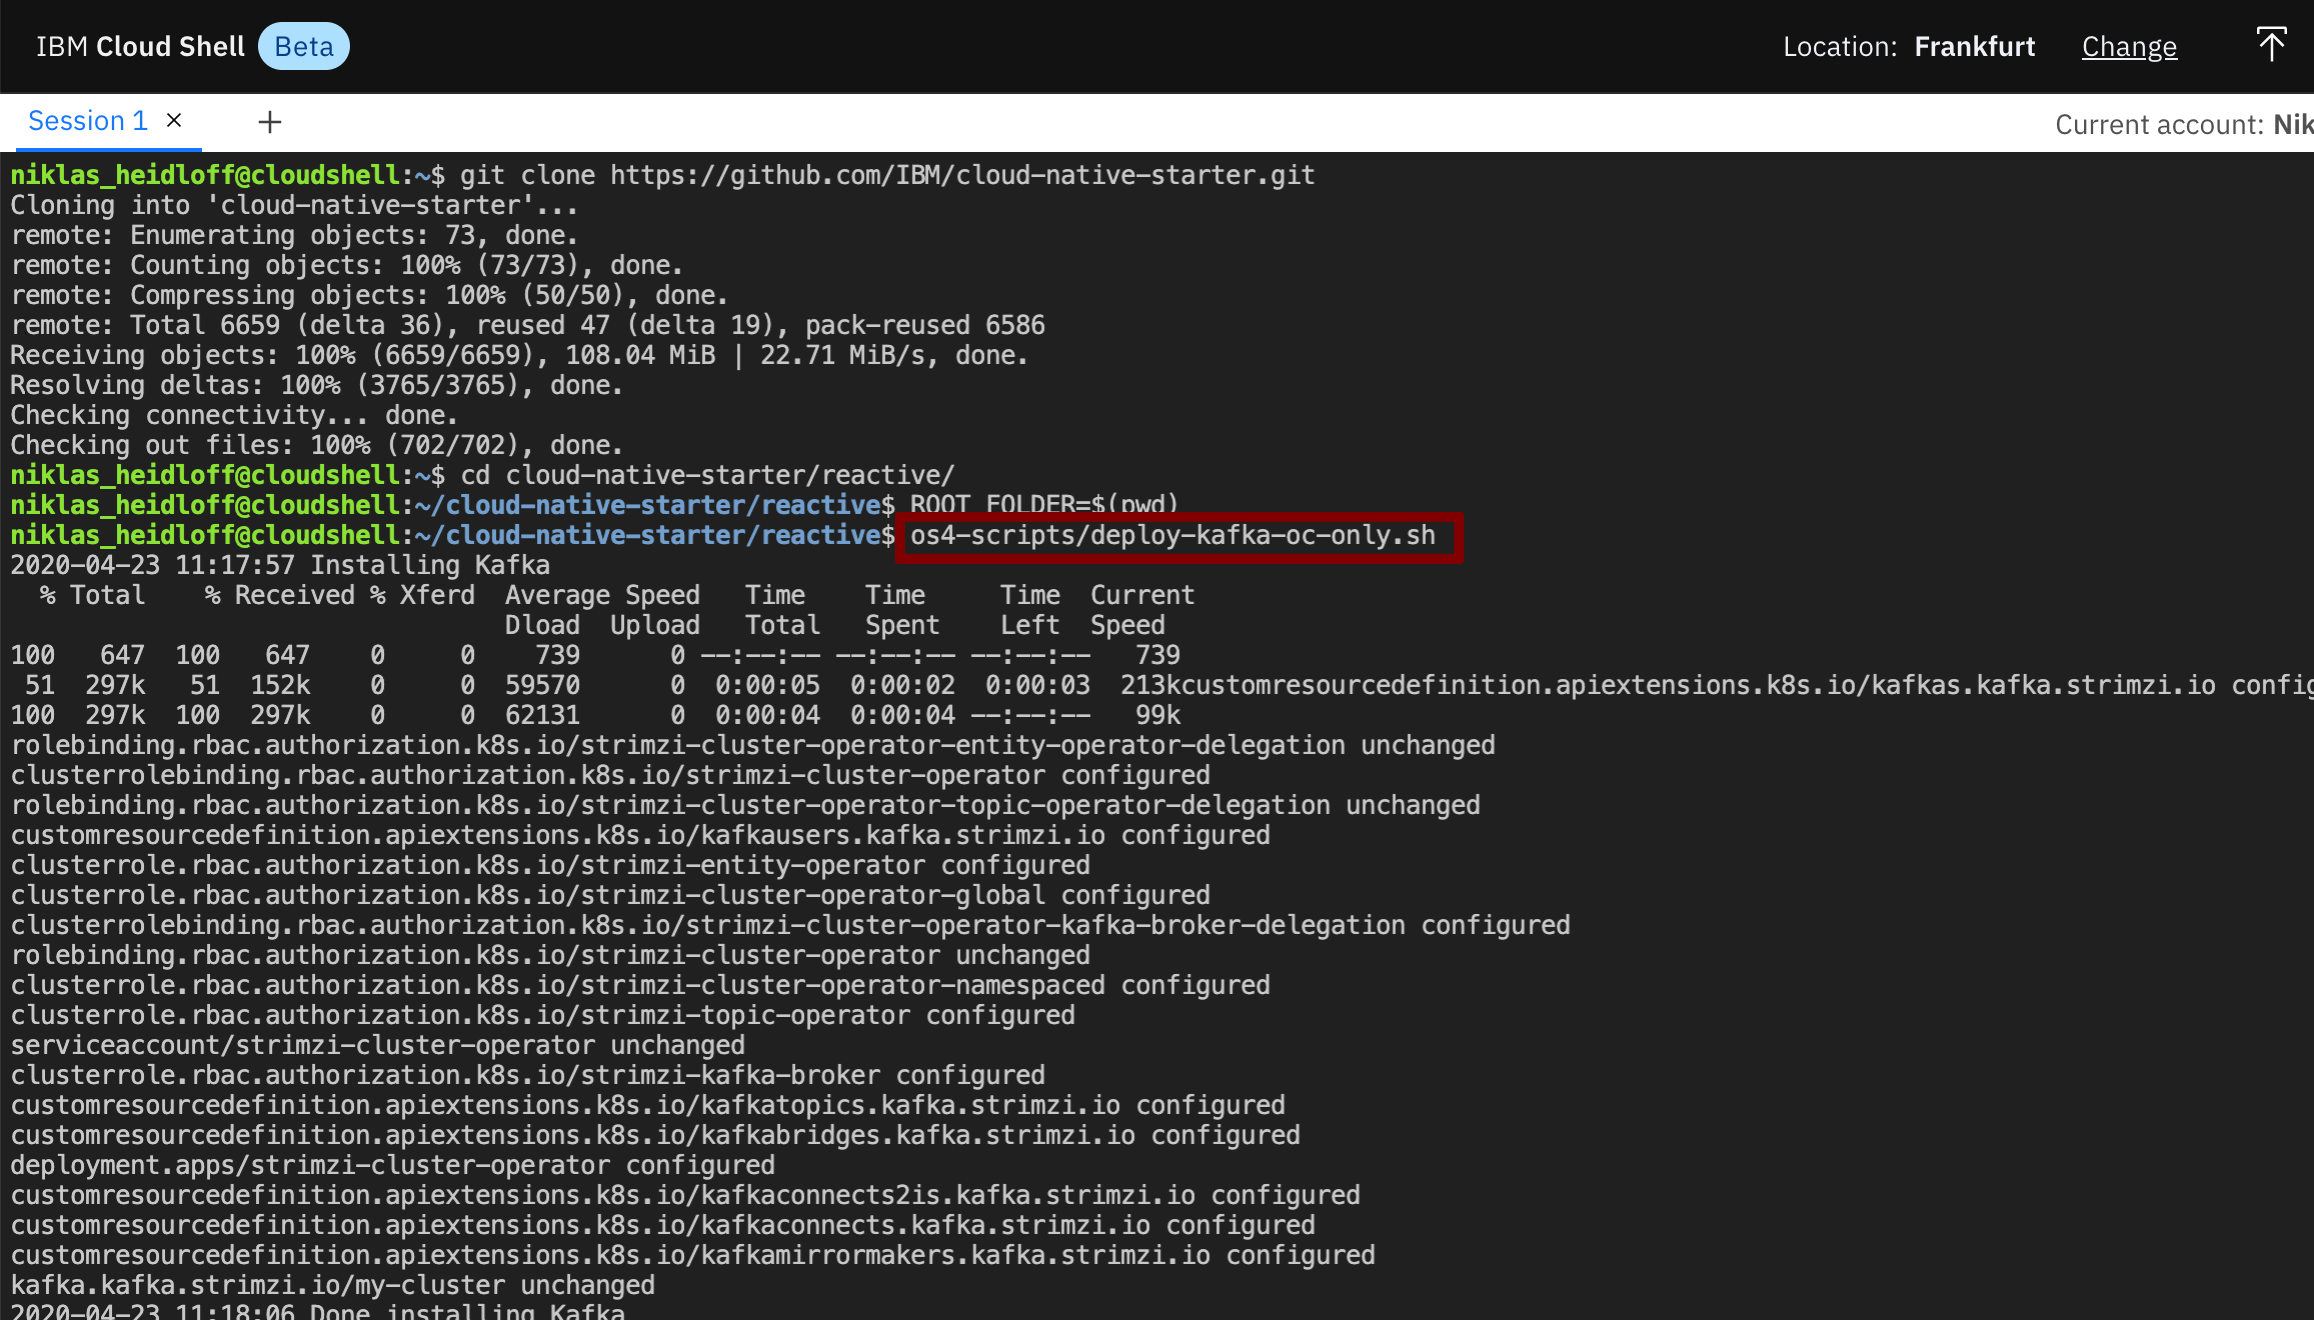 IBM Cloud Shell Beta Location: Frankfurt Change
Session 1 × + Current account: Nik
niklas_heidloff@cloudshell:~$ git clone https://github.com/IBM/cloud-native-starter.git
Cloning into 'cloud-native-starter'...
remote: Enumerating objects: 73, done.
remote: Counting objects: 100% (73/73), done.
remote: Compressing objects: 100% (50/50), done.
remote: Total 6659 (delta 36), reused 47 (delta 19), pack-reused 6586
Receiving objects: 100% (6659/6659), 108.04 MiB | 22.71 MiB/s, done.
Resolving deltas: 100% (3765/3765), done.
Checking connectivity... done.
Checking out files: 100% (702/702), done.
niklas_heidloff@cloudshell:~$ cd cloud-native-starter/reactive/
niklas_heidloff@cloudshell:~/cloud-native-starter/reactive$ ROOT_FOLDER=$(pwd)
niklas_heidloff@cloudshell:~/cloud-native-starter/reactive$ os4-scripts/deploy-kafka-oc-only.sh
2020-04-23 11:17:57 Installing Kafka
  % Total    % Received % Xferd  Average Speed   Time    Time     Time  Current
                                 Dload  Upload   Total   Spent    Left  Speed
100   647  100   647    0     0    739      0 --:--:-- --:--:-- --:--:--   739
 51  297k   51  152k    0     0  59570      0  0:00:05  0:00:02  0:00:03  213kcustomresourcedefinition.apiextensions.k8s.io/kafkas.kafka.strimzi.io config
100  297k  100  297k    0     0  62131      0  0:00:04  0:00:04 --:--:--   99k
rolebinding.rbac.authorization.k8s.io/strimzi-cluster-operator-entity-operator-delegation unchanged
clusterrolebinding.rbac.authorization.k8s.io/strimzi-cluster-operator configured
rolebinding.rbac.authorization.k8s.io/strimzi-cluster-operator-topic-operator-delegation unchanged
customresourcedefinition.apiextensions.k8s.io/kafkausers.kafka.strimzi.io configured
clusterrole.rbac.authorization.k8s.io/strimzi-entity-operator configured
clusterrole.rbac.authorization.k8s.io/strimzi-cluster-operator-global configured
clusterrolebinding.rbac.authorization.k8s.io/strimzi-cluster-operator-kafka-broker-delegation configured
rolebinding.rbac.authorization.k8s.io/strimzi-cluster-operator unchanged
clusterrole.rbac.authorization.k8s.io/strimzi-cluster-operator-namespaced configured
clusterrole.rbac.authorization.k8s.io/strimzi-topic-operator configured
serviceaccount/strimzi-cluster-operator unchanged
clusterrole.rbac.authorization.k8s.io/strimzi-kafka-broker configured
customresourcedefinition.apiextensions.k8s.io/kafkatopics.kafka.strimzi.io configured
customresourcedefinition.apiextensions.k8s.io/kafkabridges.kafka.strimzi.io configured
deployment.apps/strimzi-cluster-operator configured
customresourcedefinition.apiextensions.k8s.io/kafkaconnects2is.kafka.strimzi.io configured
customresourcedefinition.apiextensions.k8s.io/kafkaconnects.kafka.strimzi.io configured
customresourcedefinition.apiextensions.k8s.io/kafkamirrormakers.kafka.strimzi.io configured
kafka.kafka.strimzi.io/my-cluster unchanged
2020-04-23 11:18:06 Done installing Kafka